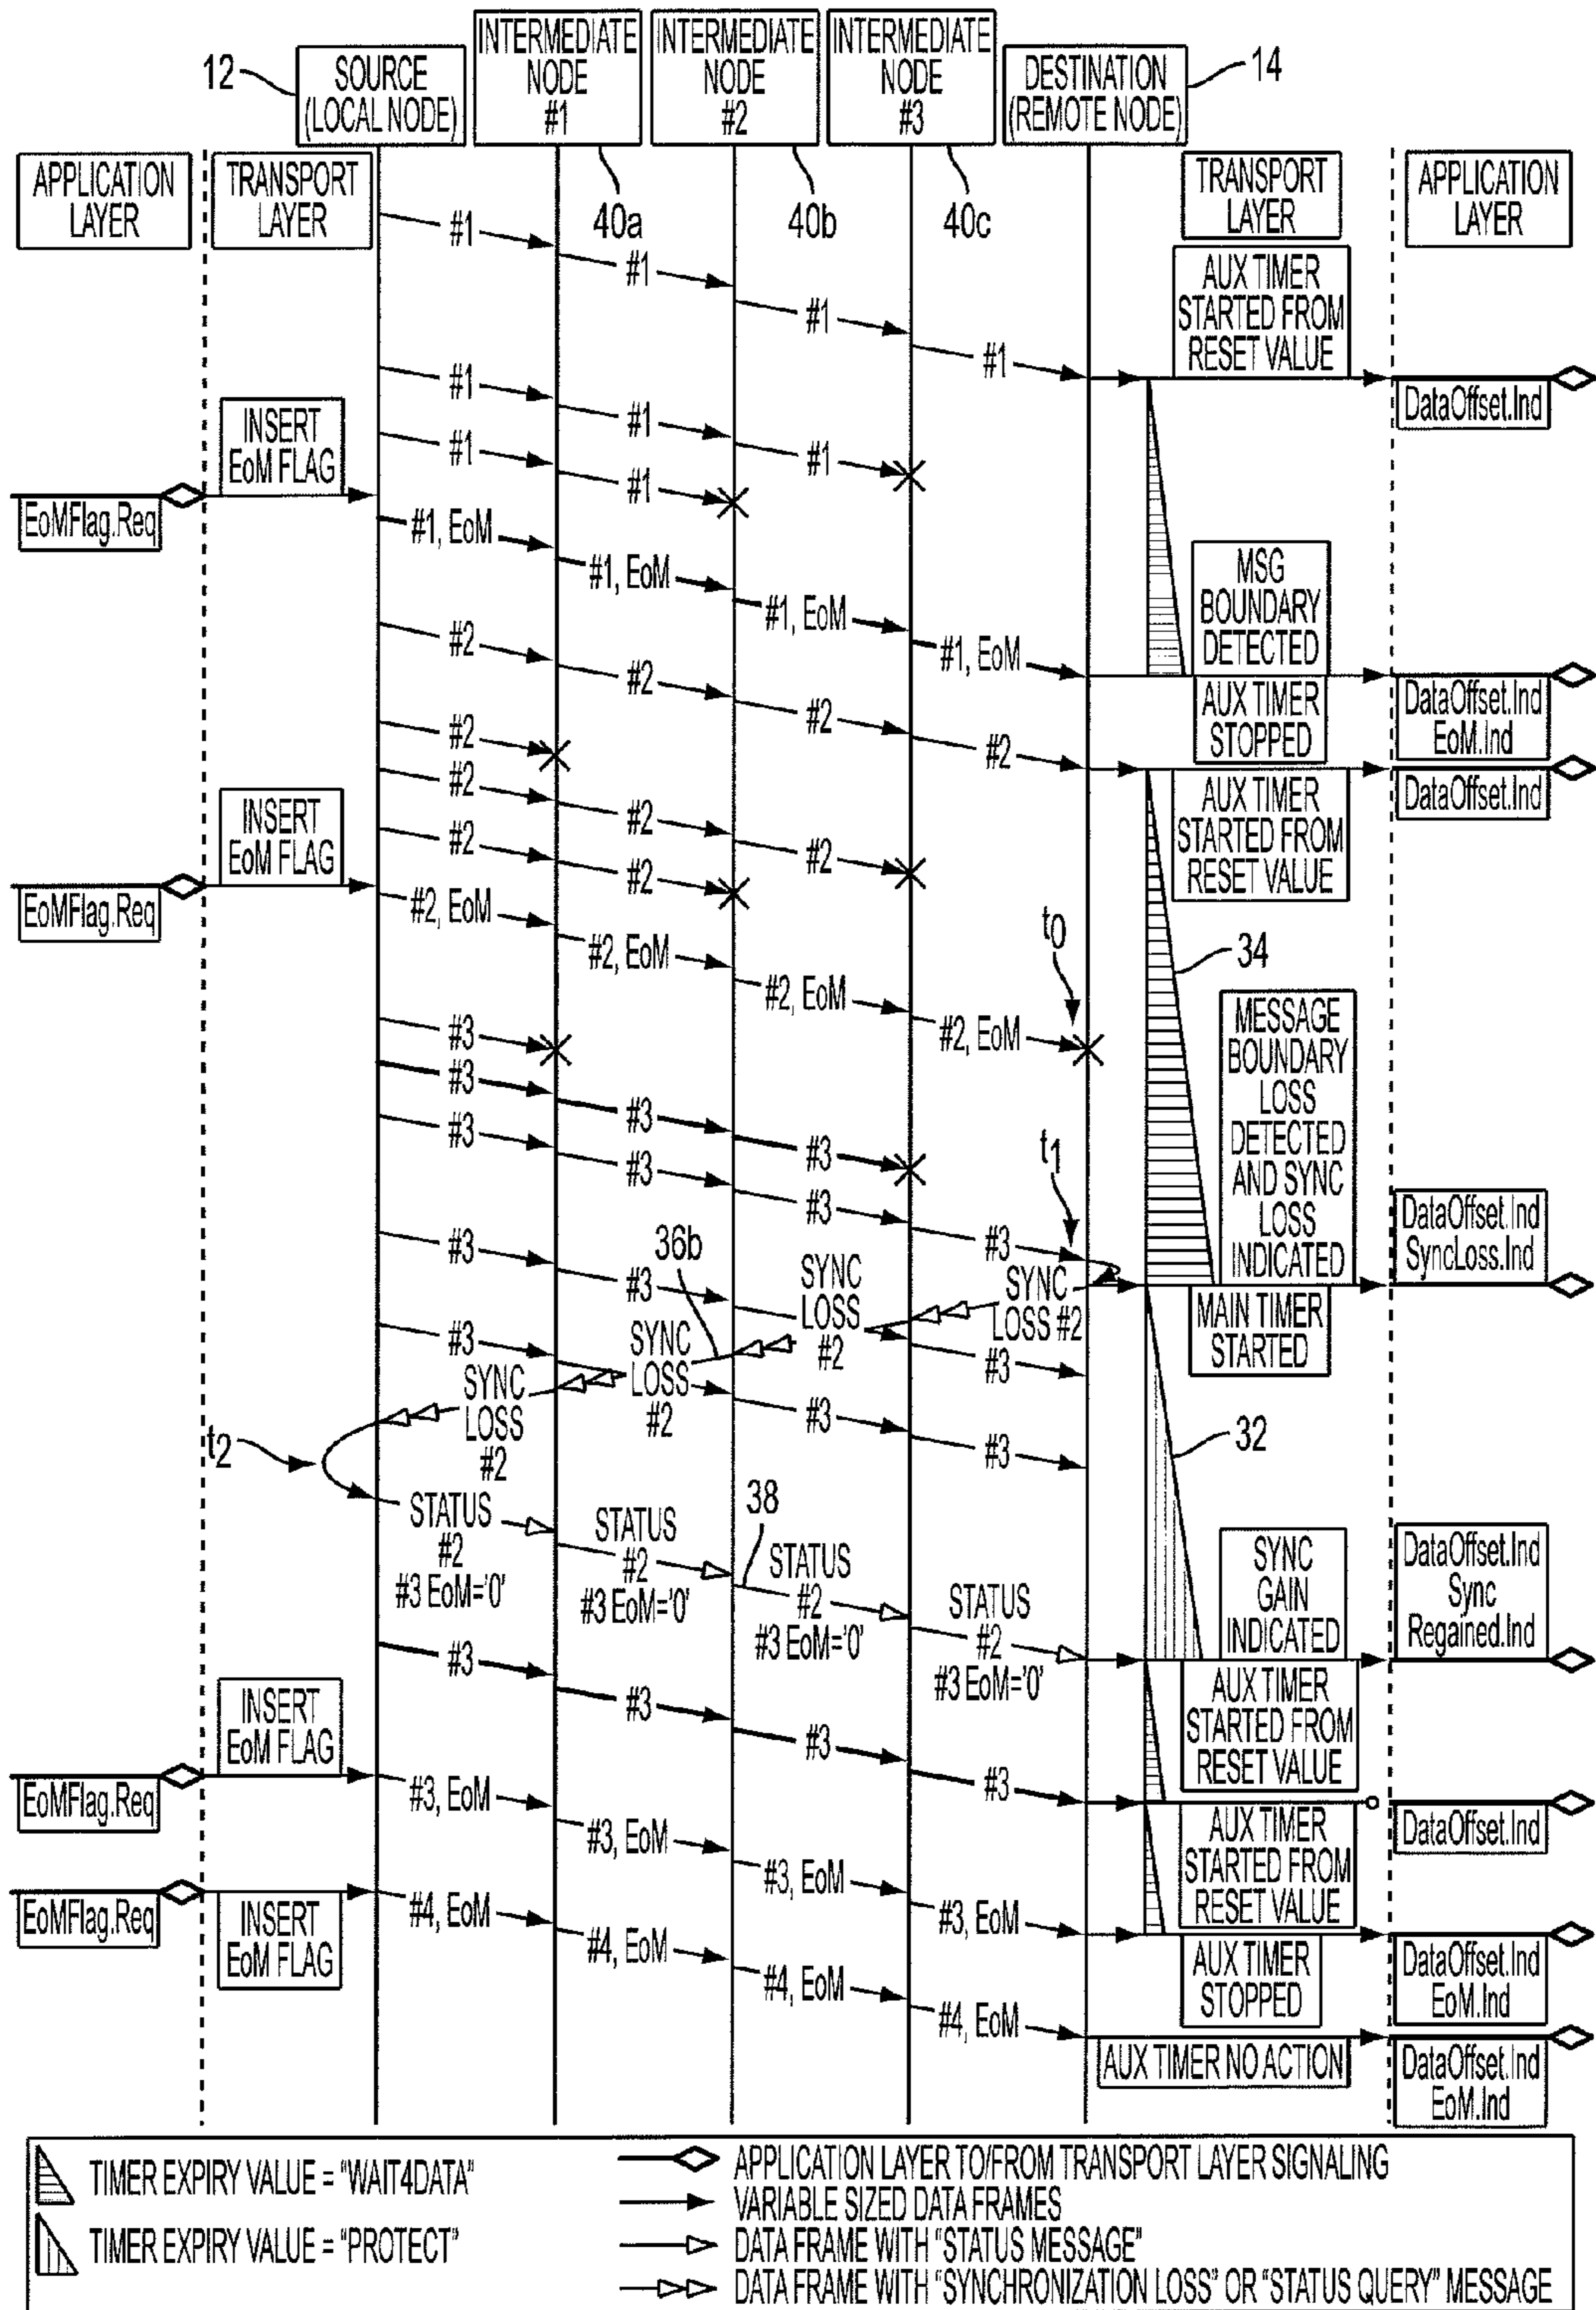 INTERMEDIATE NODE #1
INTERMEDIATE NODE #2
INTERMEDIATE NODE #3
12
SOURCE (LOCAL NODE)
DESTINATION (REMOTE NODE)
14
APPLICATION LAYER
TRANSPORT LAYER
40a
40b
40c
TRANSPORT LAYER
APPLICATION LAYER
#1
#1
#1
#1
AUX TIMER STARTED FROM RESET VALUE
DataOffset.Ind
#1
#1
#1
#1
#1
INSERT EoM FLAG
EoMFlag.Req
#1, EoM
#1, EoM
#1, EoM
#1, EoM
MSG BOUNDARY DETECTED
AUX TIMER STOPPED
DataOffset.Ind
EoM.Ind
#2
#2
#2
#2
AUX TIMER STARTED FROM RESET VALUE
DataOffset.Ind
#2
#2
#2
#2
#2
#2
INSERT EoM FLAG
EoMFlag.Req
#2, EoM
#2, EoM
#2, EoM
#2, EoM
t0
34
MESSAGE BOUNDARY LOSS DETECTED AND SYNC LOSS INDICATED
#3
#3
#3
#3
#3
#3
#3
#3
t1
DataOffset.Ind
SyncLoss.Ind
MAIN TIMER STARTED
#3
#3
#3
36b
SYNC LOSS #2
SYNC LOSS #2
SYNC LOSS #2
SYNC LOSS #2
#3
#3
#3
t2
32
STATUS #2 #3 EoM='0'
STATUS #2 #3 EoM='0'
38
STATUS #2 #3 EoM='0'
STATUS #2 #3 EoM='0'
SYNC GAIN INDICATED
DataOffset.Ind
Sync
Regained.Ind
AUX TIMER STARTED FROM RESET VALUE
#3
#3
#3
#3
DataOffset.Ind
INSERT EoM FLAG
EoMFlag.Req
#3, EoM
#3, EoM
#3, EoM
#3, EoM
AUX TIMER STARTED FROM RESET VALUE
AUX TIMER STOPPED
DataOffset.Ind
EoM.Ind
EoMFlag.Req
INSERT EoM FLAG
#4, EoM
#4, EoM
#4, EoM
#4, EoM
AUX TIMER NO ACTION
DataOffset.Ind
EoM.Ind
TIMER EXPIRY VALUE = "WAIT4DATA"
TIMER EXPIRY VALUE = "PROTECT"
APPLICATION LAYER TO/FROM TRANSPORT LAYER SIGNALING
VARIABLE SIZED DATA FRAMES
DATA FRAME WITH "STATUS MESSAGE"
DATA FRAME WITH "SYNCHRONIZATION LOSS" OR "STATUS QUERY" MESSAGE